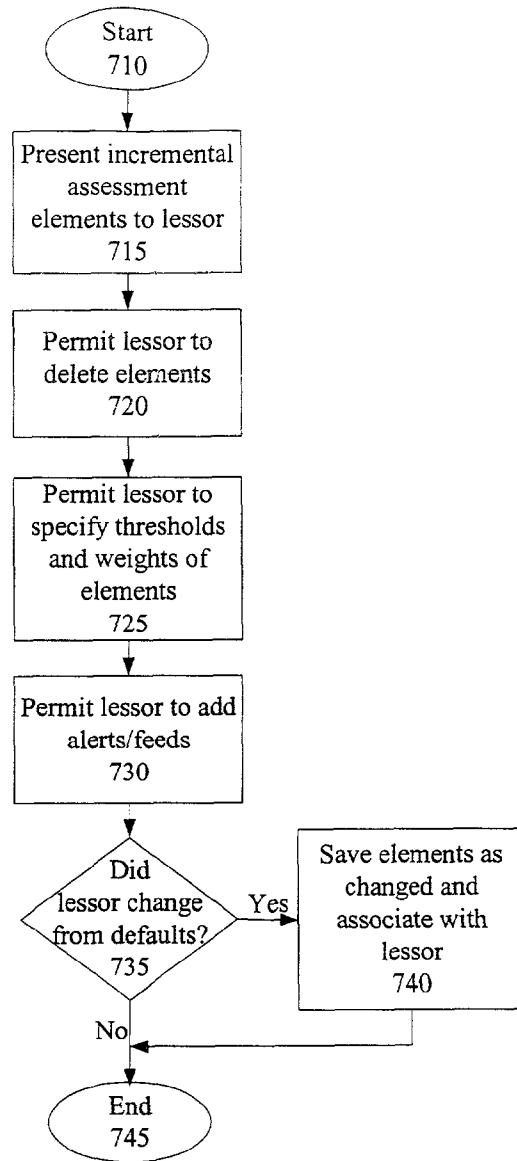 Start
710
Present incremental
assessment
elements to lessor
715
Permit lessor to
delete elements
720
Permit lessor to
specify thresholds
and weights of
elements
725
Permit lessor to add
alerts/feeds
730
Did
lessor change
from defaults?
735
Yes
Save elements as
changed and
associate with
lessor
740
No
End
745